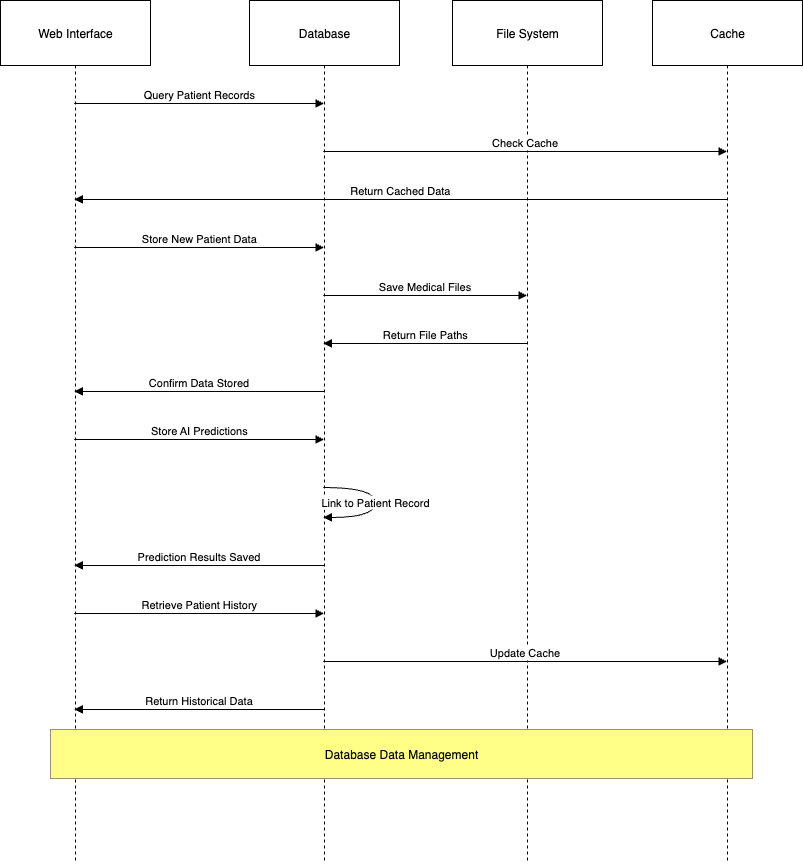 Web Interface
Database
File System
Cache
Query Patient Records
Check Cache
Return Cached Data
Store New Patient Data
Save Medical Files
Return File Paths
Confirm Data Stored
Store AI Predictions
Link to Patient Record
Prediction Results Saved
Retrieve Patient History
Update Cache
Return Historical Data
Database Data Management